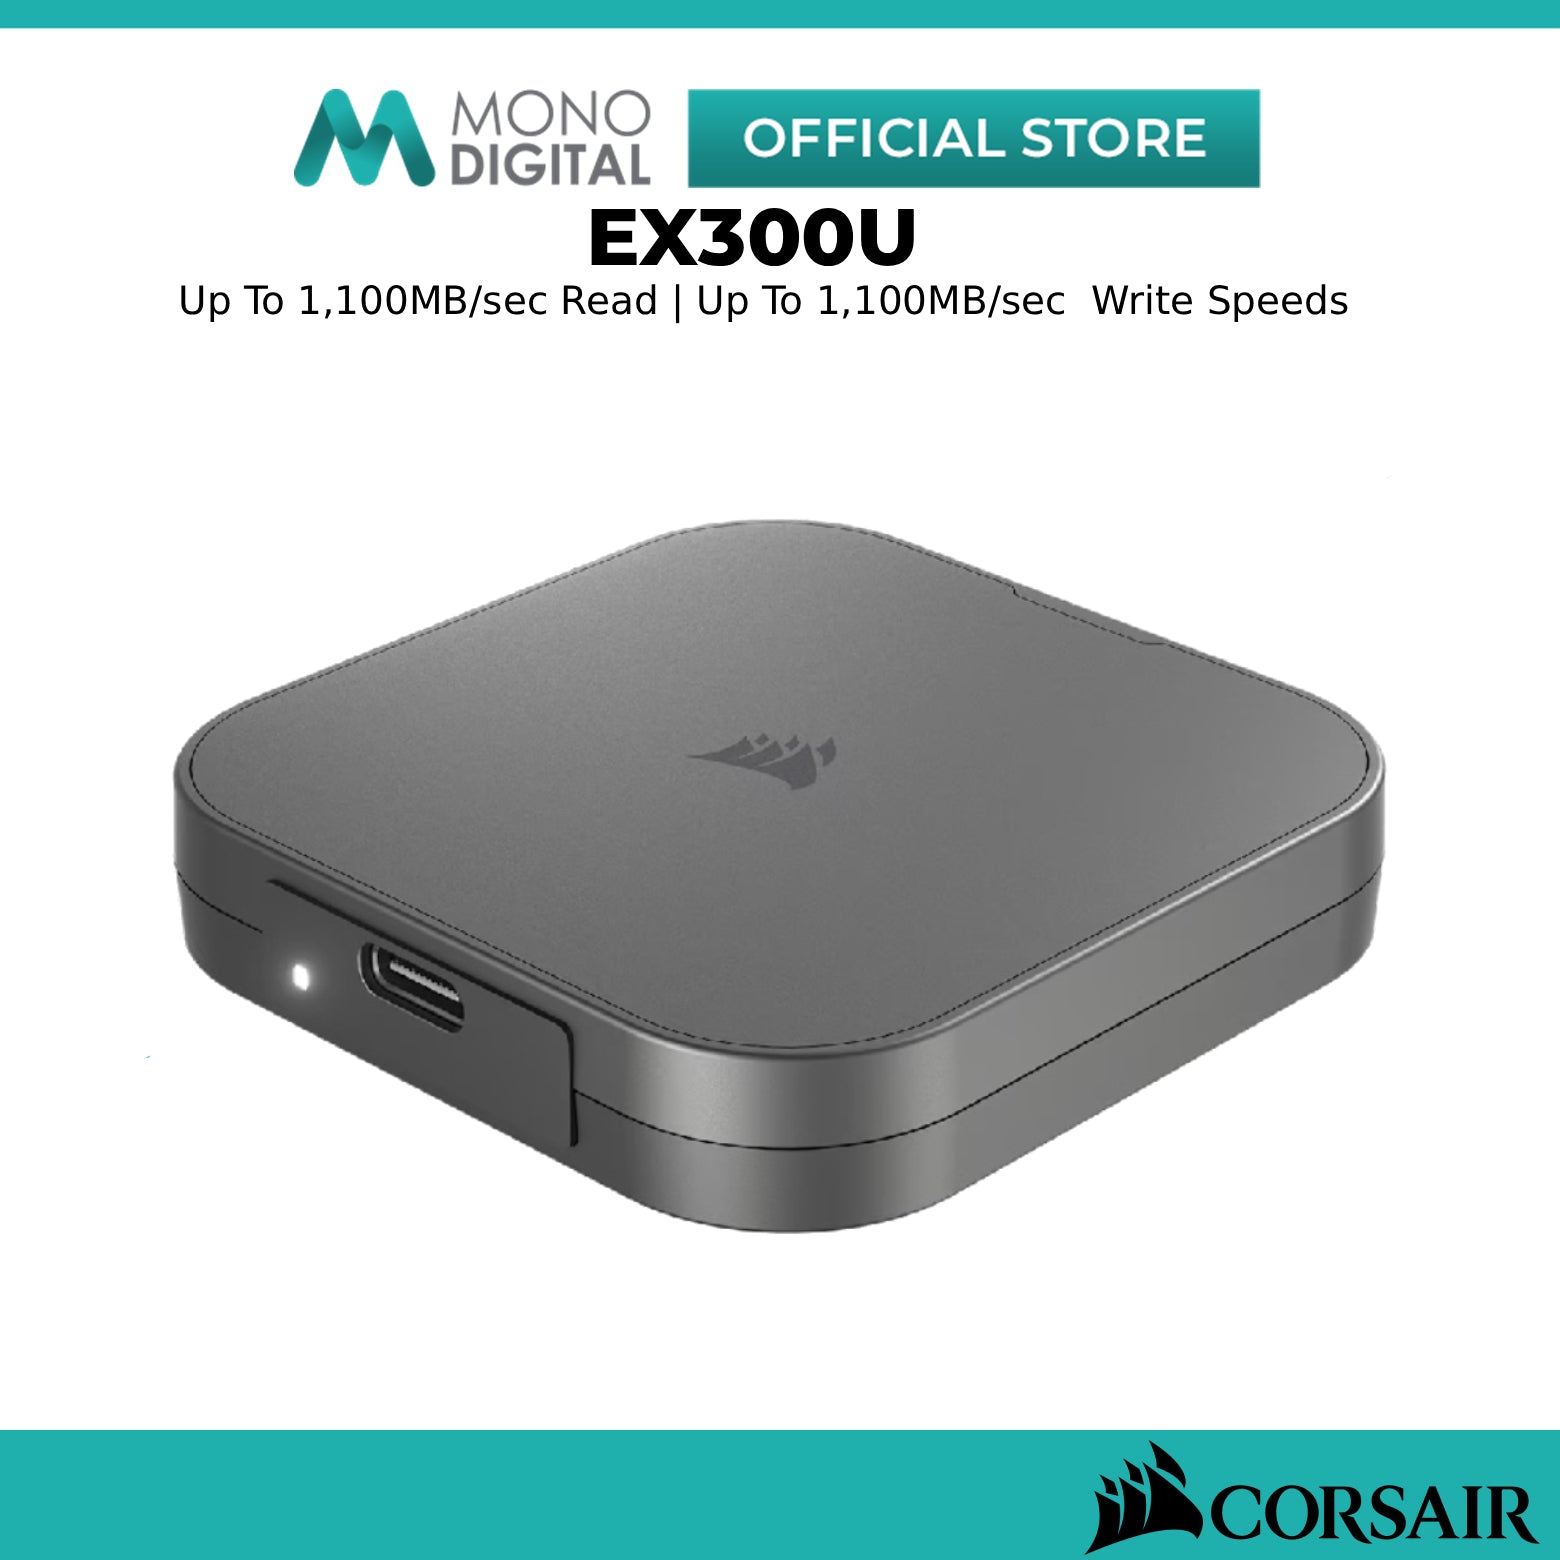 MONO
DIGITAL
OFFICIAL STORE
EX300U
Up To 1,100MB/sec Read | Up To 1,100MB/sec  Write Speeds
CORSAIR